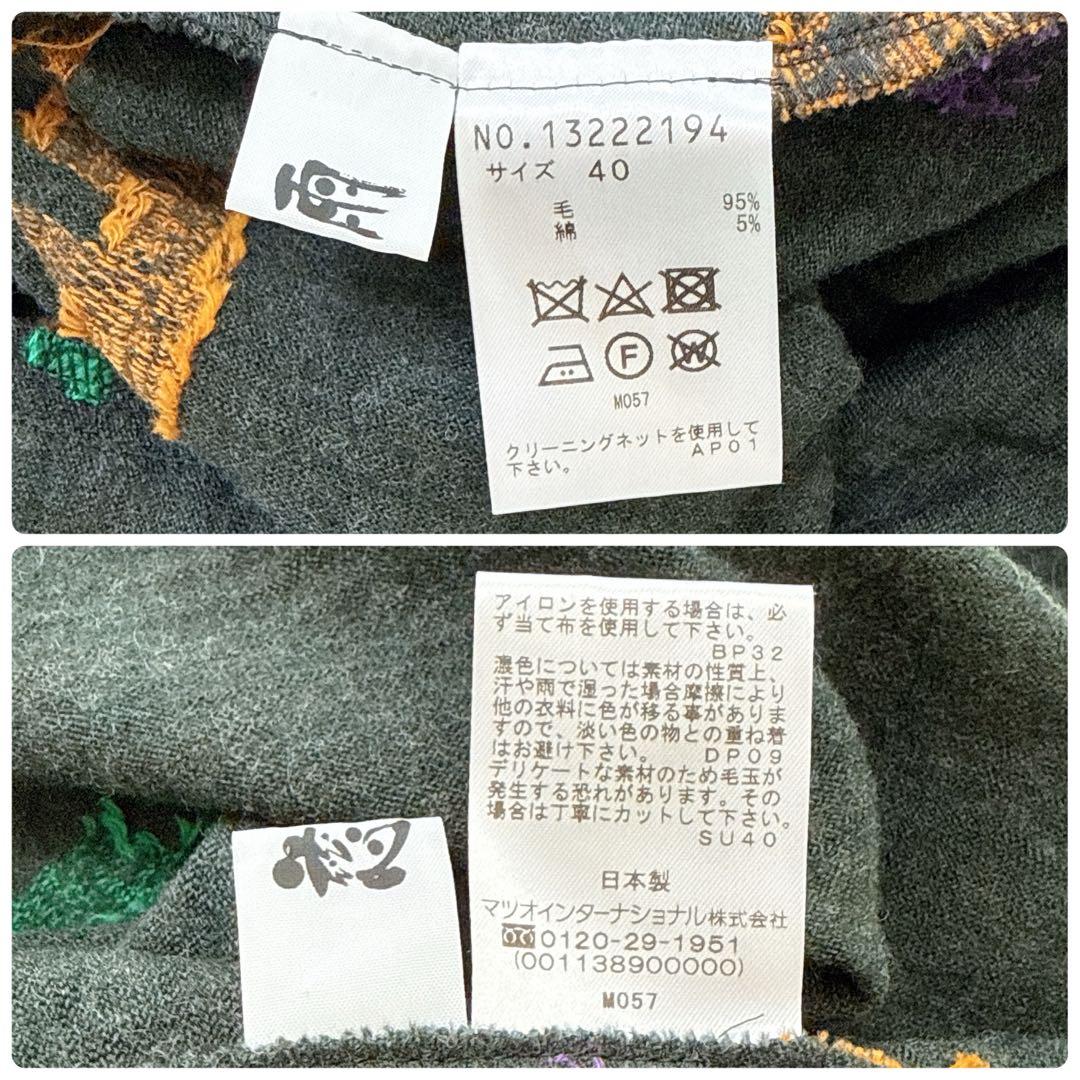 NO.13222194
サイズ 40
毛 95%
綿 5%
F
W
M057
クリーニングネットを使用して
下さい。 AP01
アイロンを使用する場合は、必
ず当て布を使用して下さい。
BP32
濃色については素材の性質上、
汗や雨で湿った場合摩擦により
他の衣料に色が移る事がありま
すので、淡い色の物との重ね着
はお避け下さい。 DP09
デリケートな素材のため毛玉が
発生する恐れがあります。その
場合は丁寧にカットして下さい。
SU40
日本製
マツオインターナショナル株式会社
0120-29-1951
(001138900000)
M057